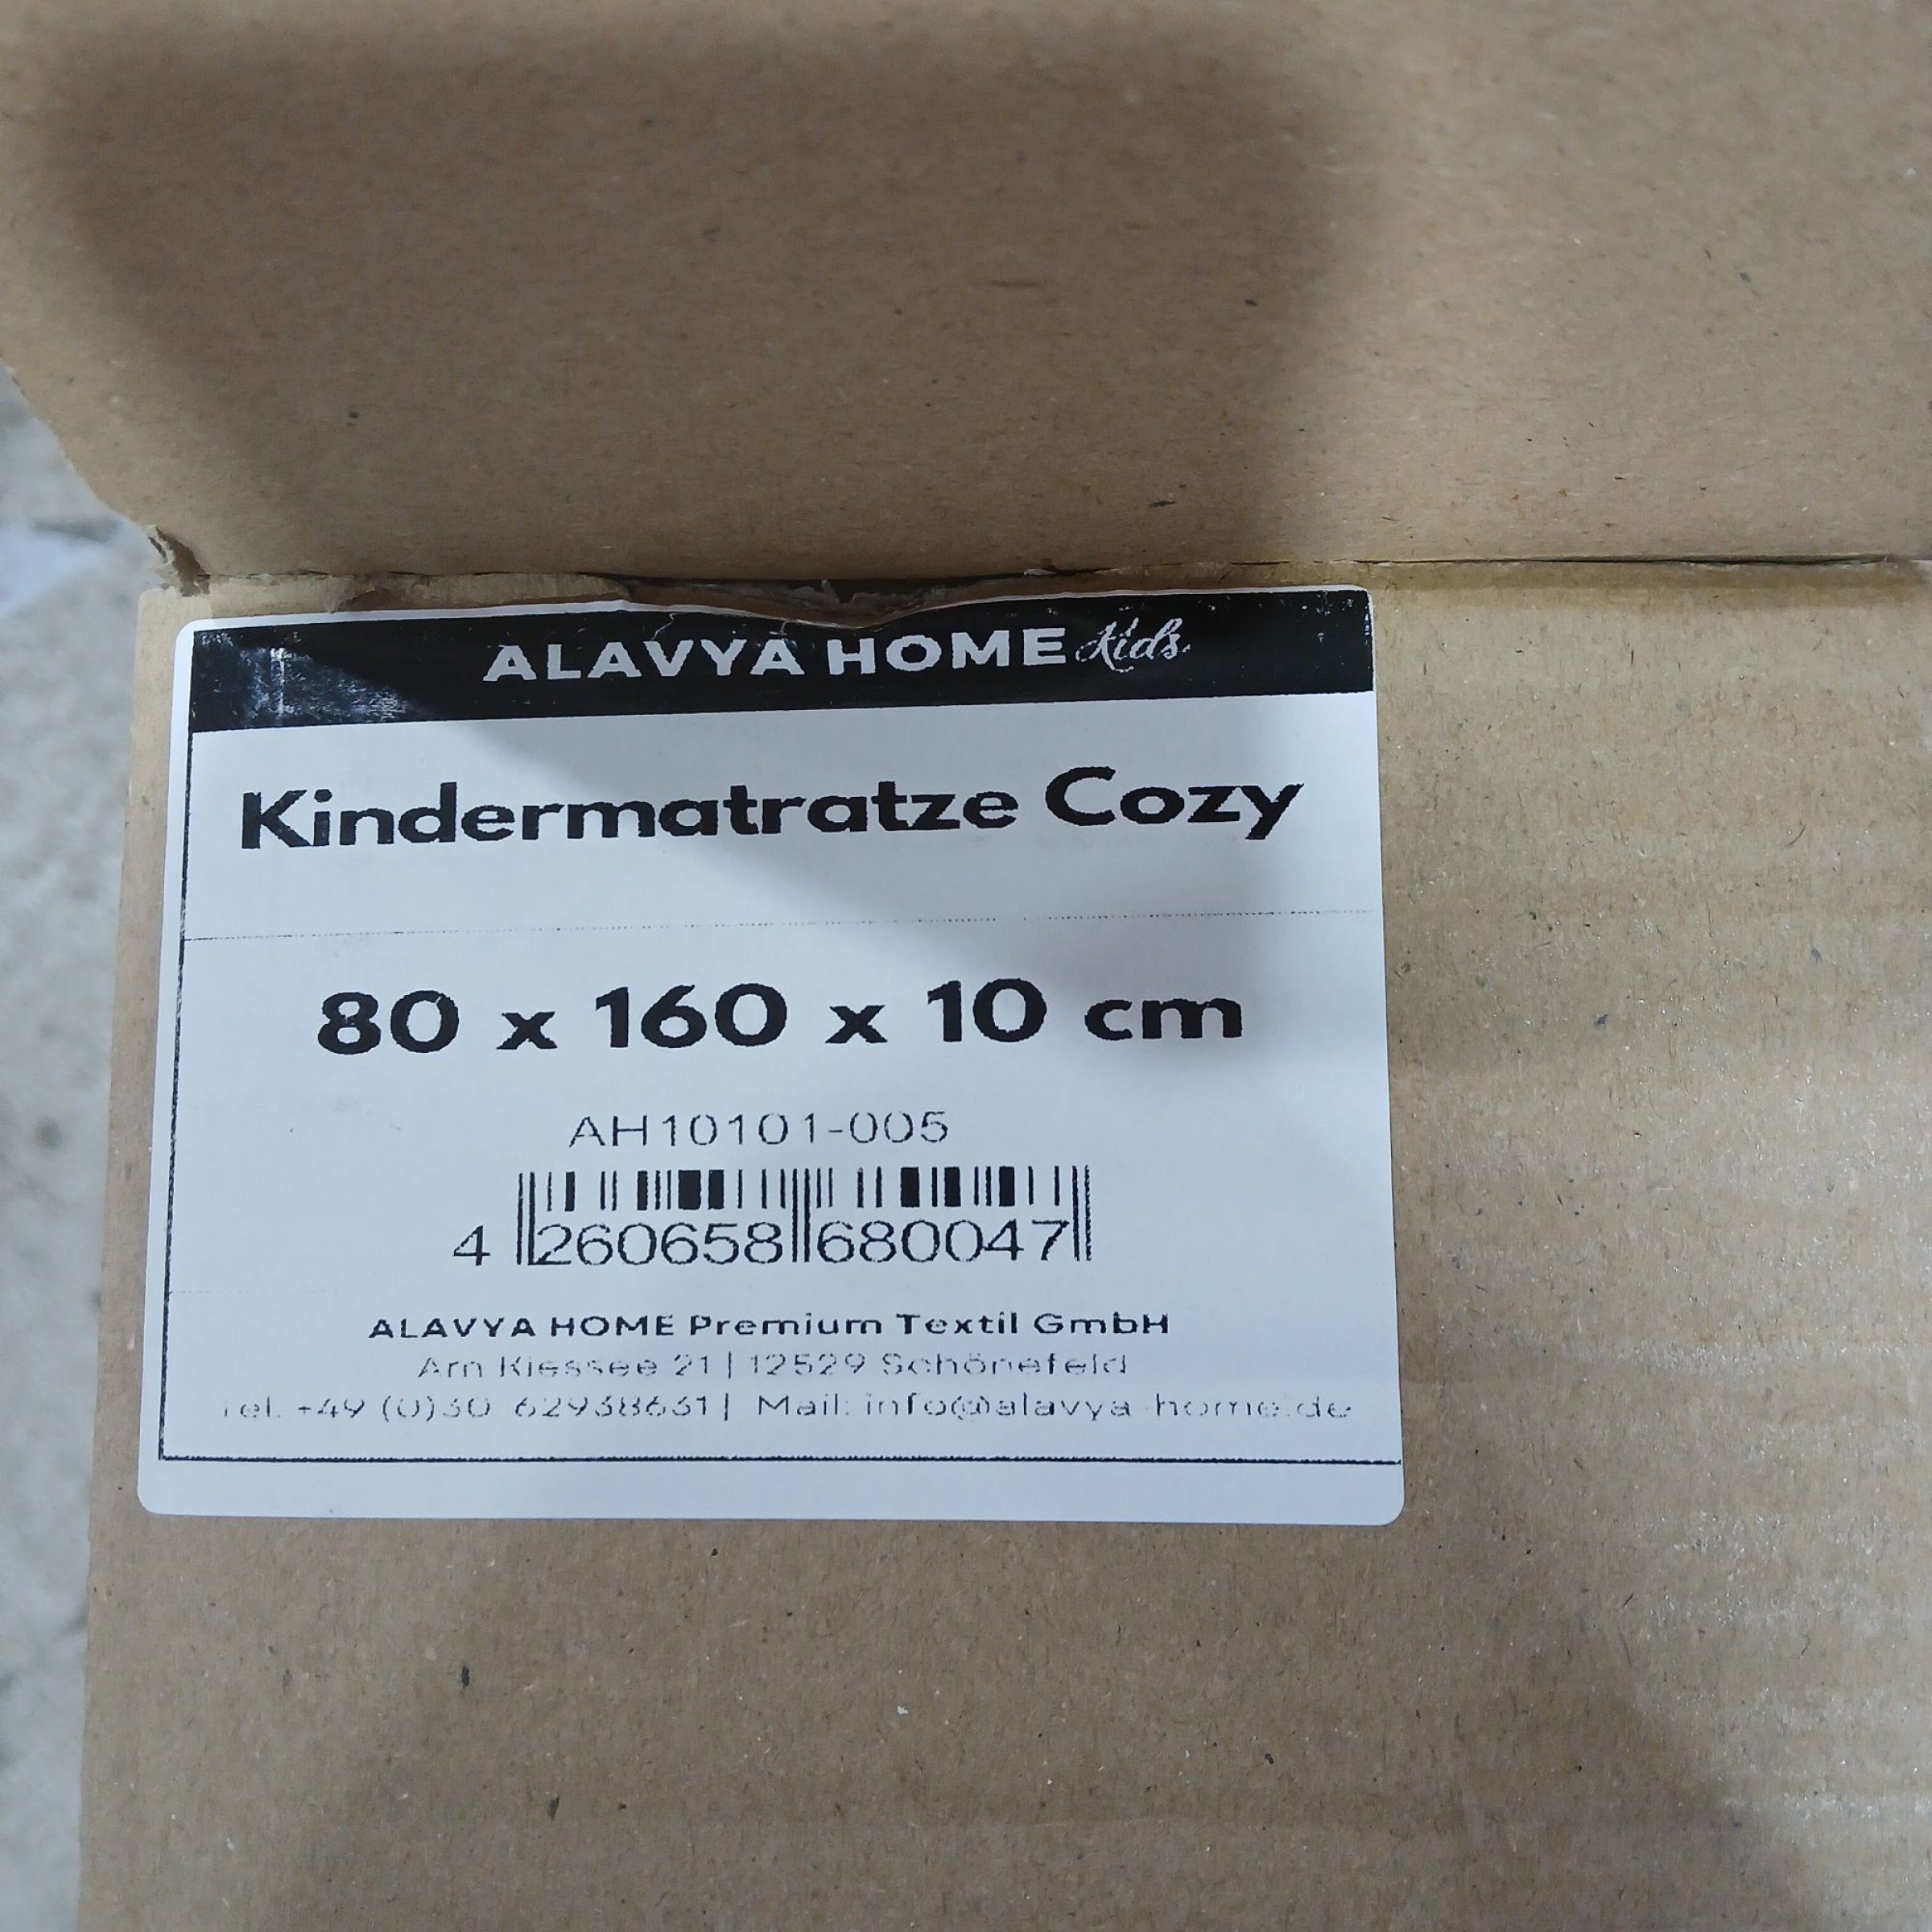 ALAVYA HOME Kids
Kindermatratze Cozy
80 x 160 x 10 cm
AH10101-005
4 260658 680047
ALAVYA HOME Premium Textil GmbH
Am Kiessee 21 | 12529 Schönefeld
Tel. +49 (0)30 62938631 | Mail: info@alavya-home.de